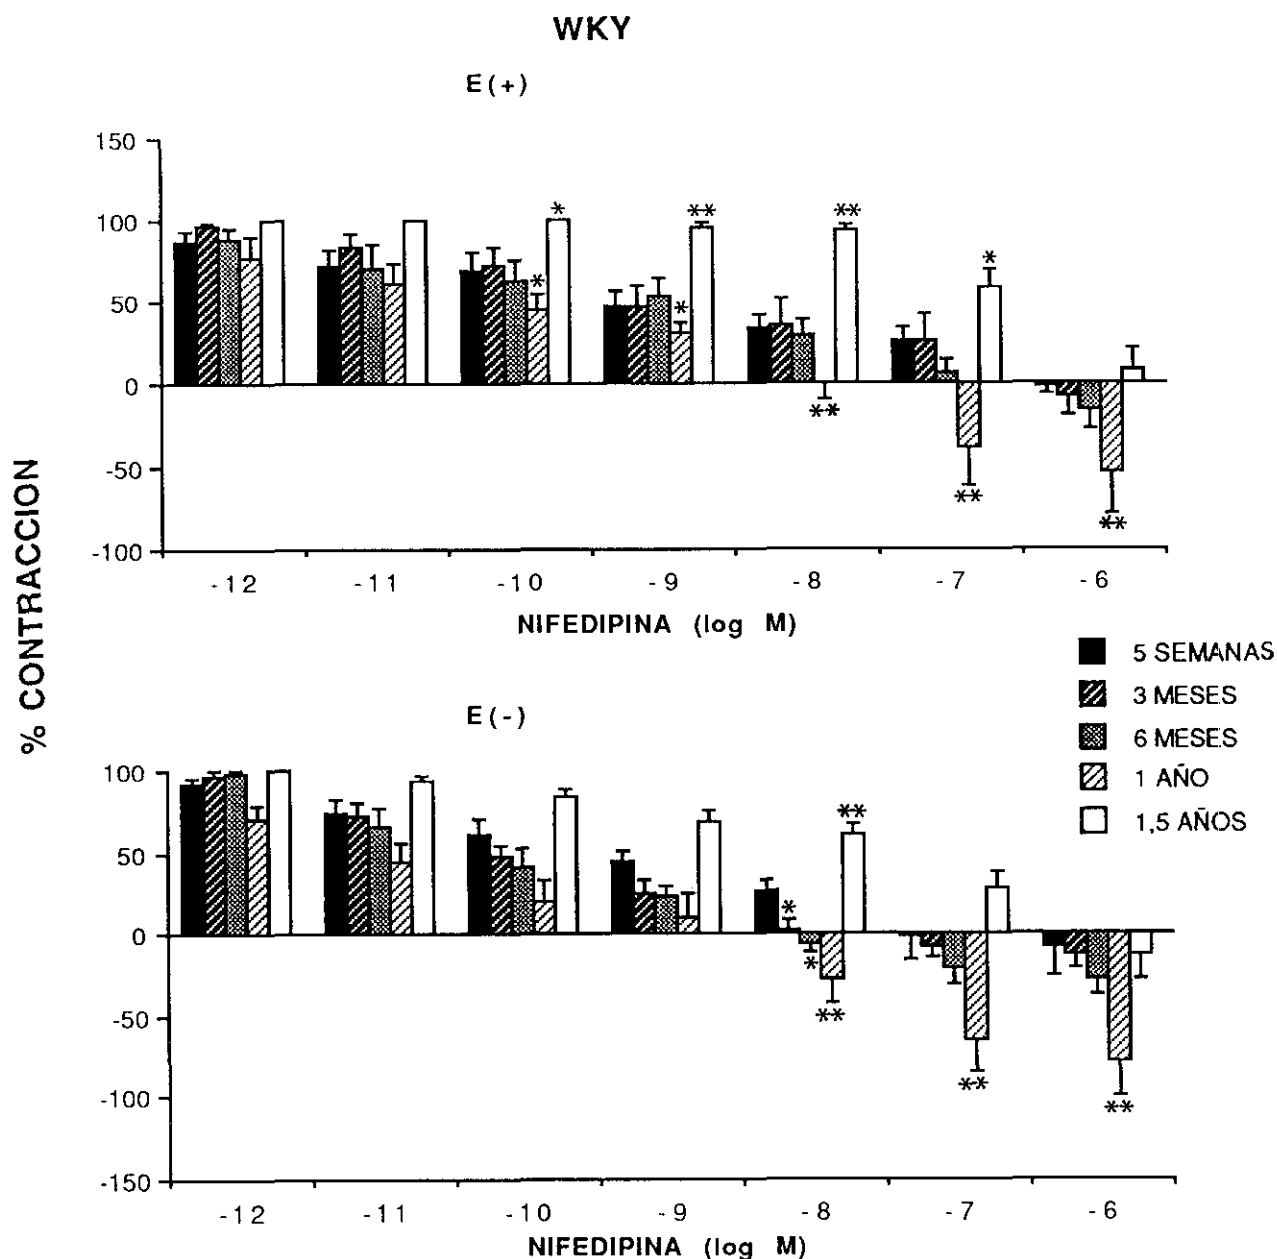 WKY
E(+)
150
100
50
0
-50
-100
-12 -11 -10 -9 -8 -7 -6
* ** ** *
* *
** ** **
NIFEDIPINA (log M)
% CONTRACCION
5 SEMANAS
3 MESES
6 MESES
1 AÑO
1,5 AÑOS
E(-)
100
50
0
-50
-100
-150
**
*
*
** ** **
-12 -11 -10 -9 -8 -7 -6
NIFEDIPINA (log M)